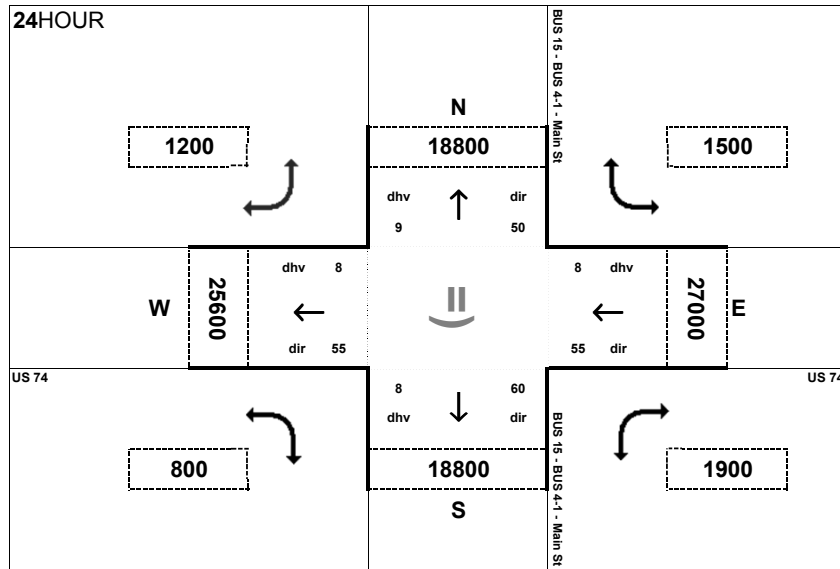 24HOUR
BUS 15 - BUS 4-1 - Main St
N
1200
18800
1500
dhv
dir
9
50
dhv 8
8 dhv
W
25600
27000
E
dir 55
55 dir
US 74
US 74
8
60
dhv
dir
BUS 15 - BUS 4-1 - Main St
800
18800
1900
S